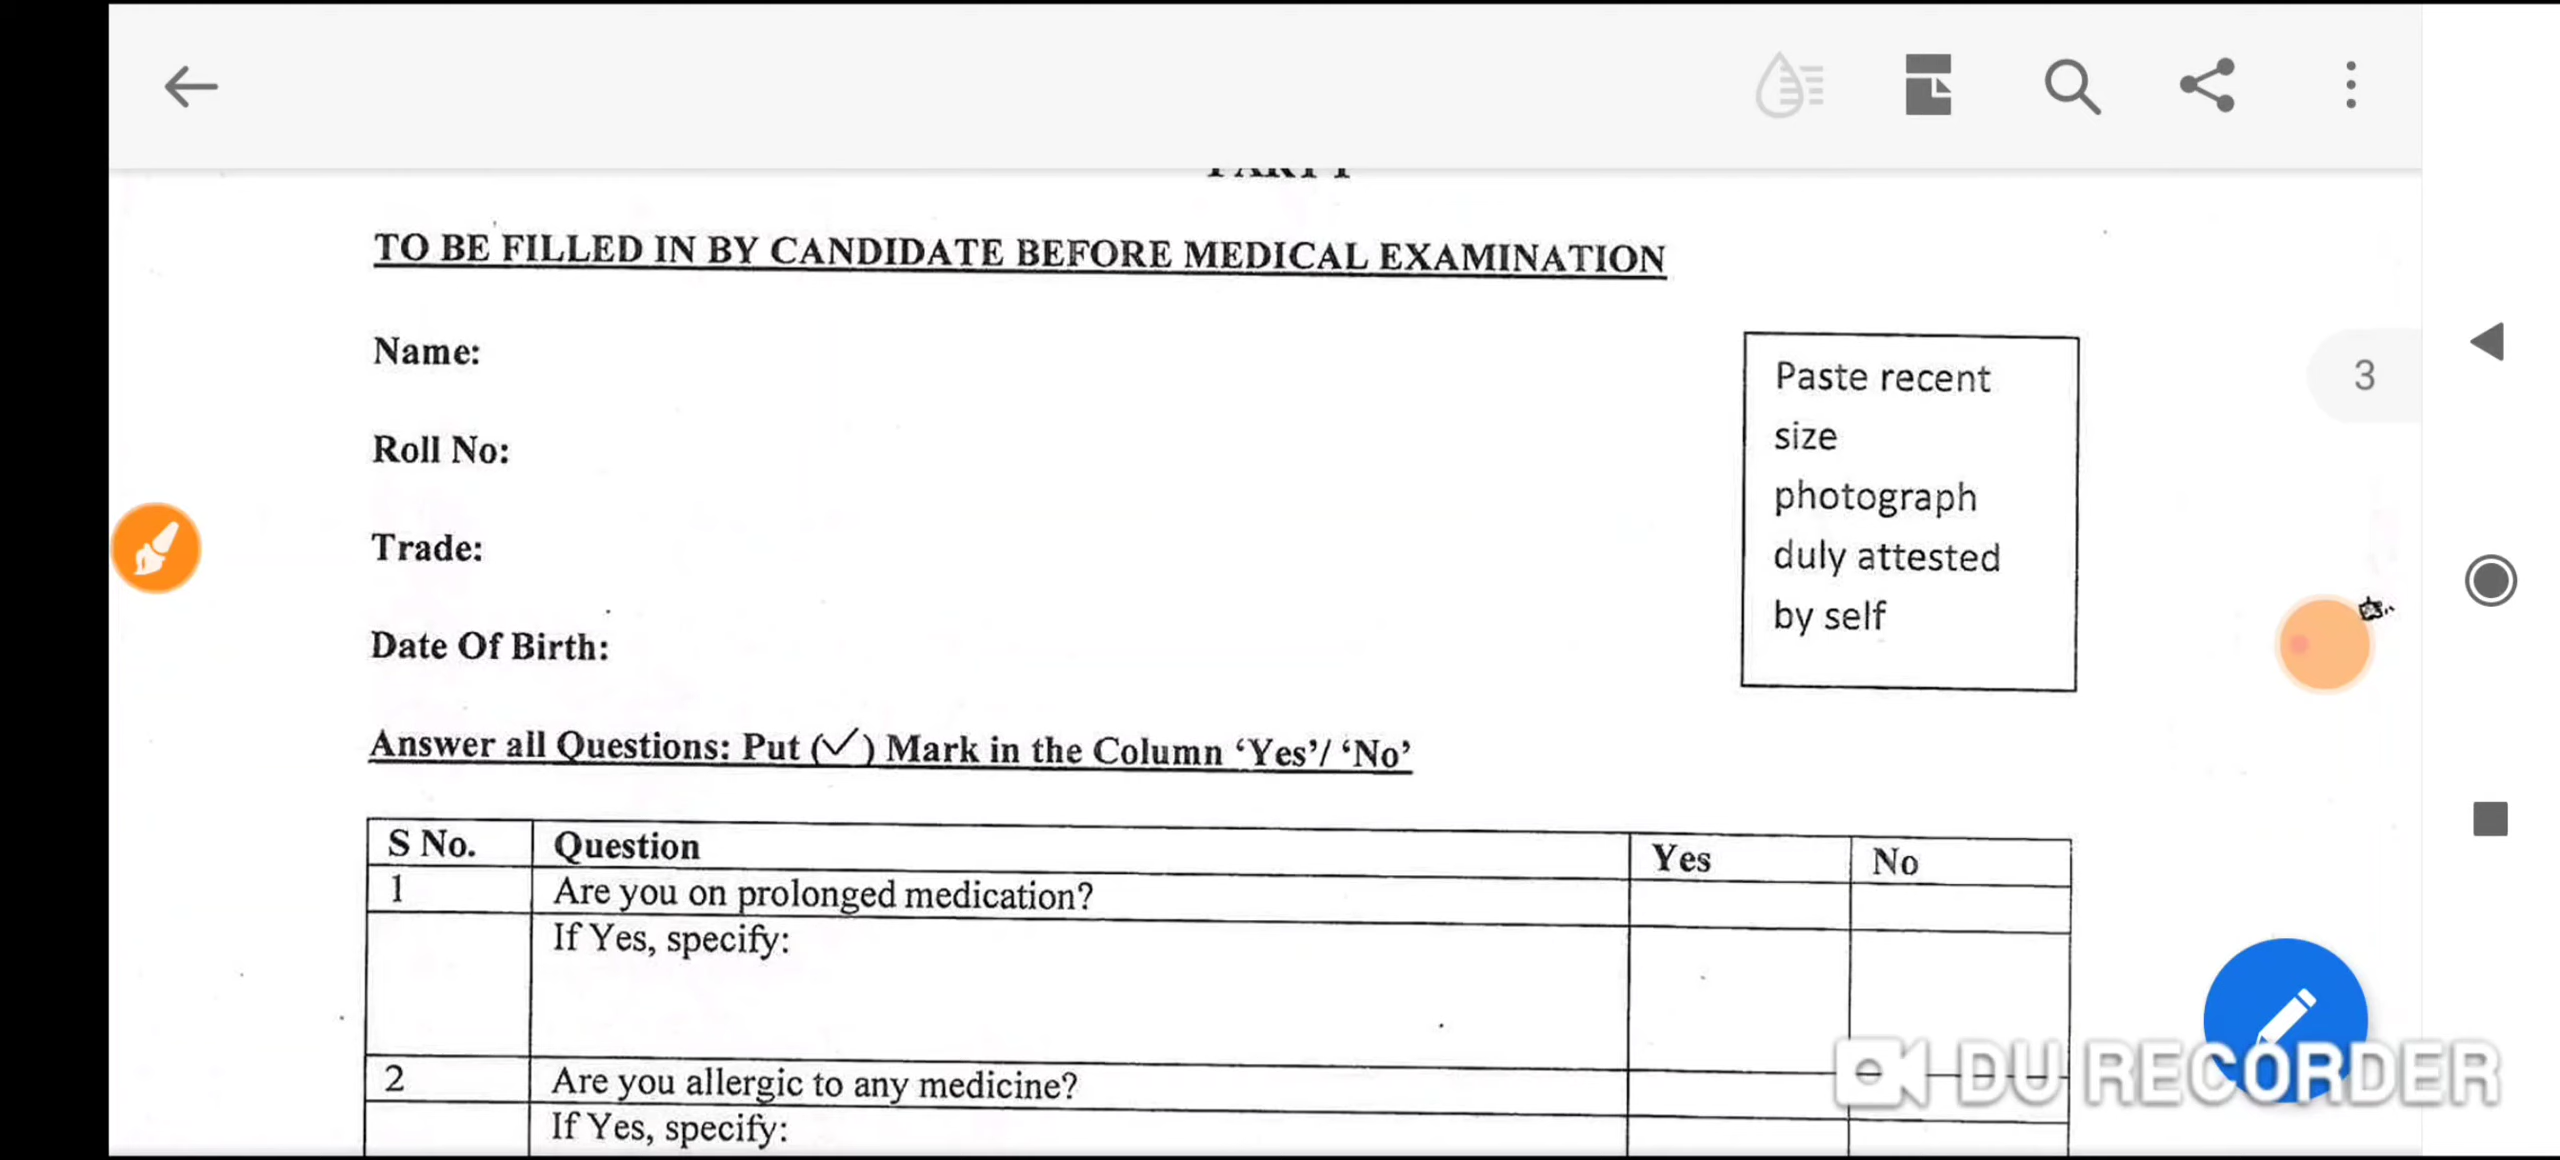 PART I
TO BE FILLED IN BY CANDIDATE BEFORE MEDICAL EXAMINATION
Name:
Roll No:
Trade:
Date Of Birth:
Paste recent
size
photograph
duly attested
by self
3
Answer all Questions: Put (✓) Mark in the Column ‘Yes’/ ‘No’
S No. Question Yes No
1 Are you on prolonged medication?
If Yes, specify:
2 Are you allergic to any medicine?
If Yes, specify:
DU RECORDER